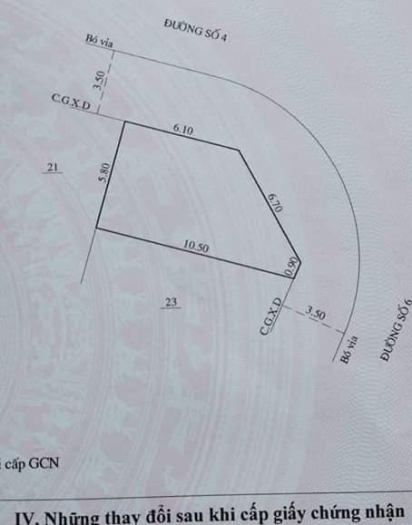 ĐƯỜNG SỐ 4
Bó vỉa
3.50
C.G.X.D
6.10
21
5.80
6.70
10.50
0.90
23
C.G.X.D
3.50
Bó vỉa
ĐƯỜNG SỐ 6
cấp GCN
IV. Những thay đổi sau khi cấp giấy chứng nhận